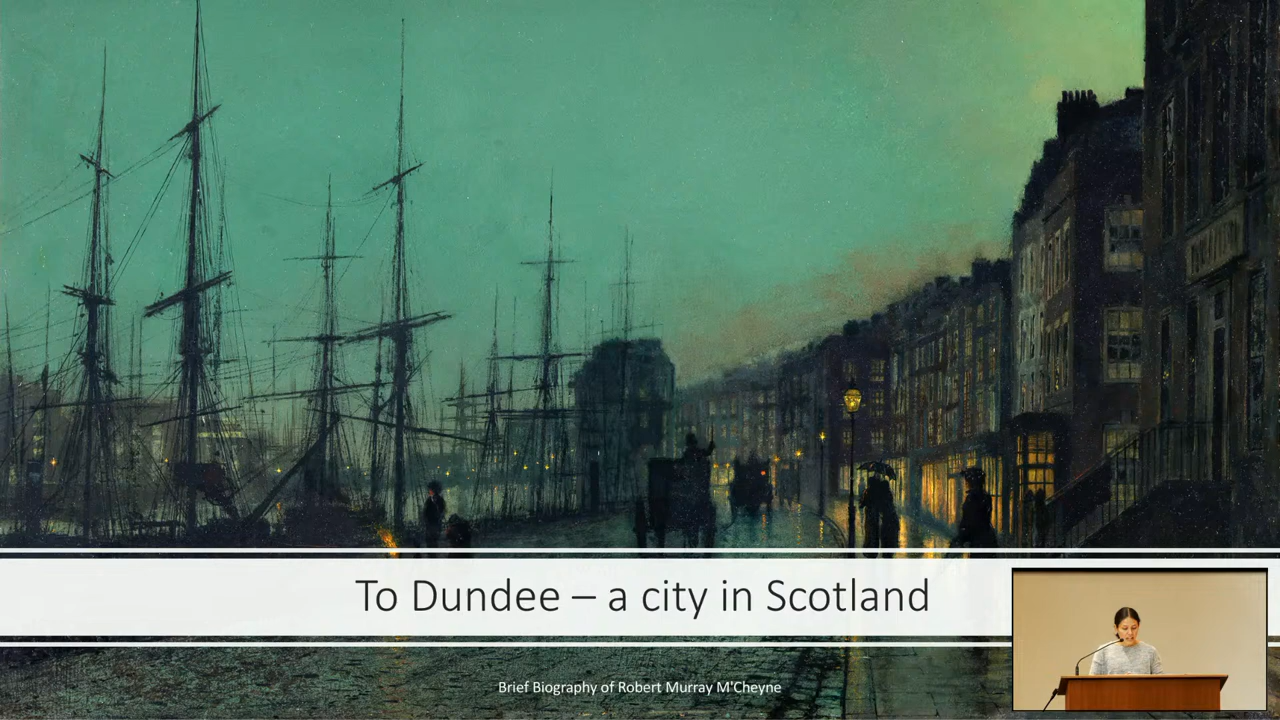 To Dundee – a city in Scotland
Brief Biography of Robert Murray M'Cheyne